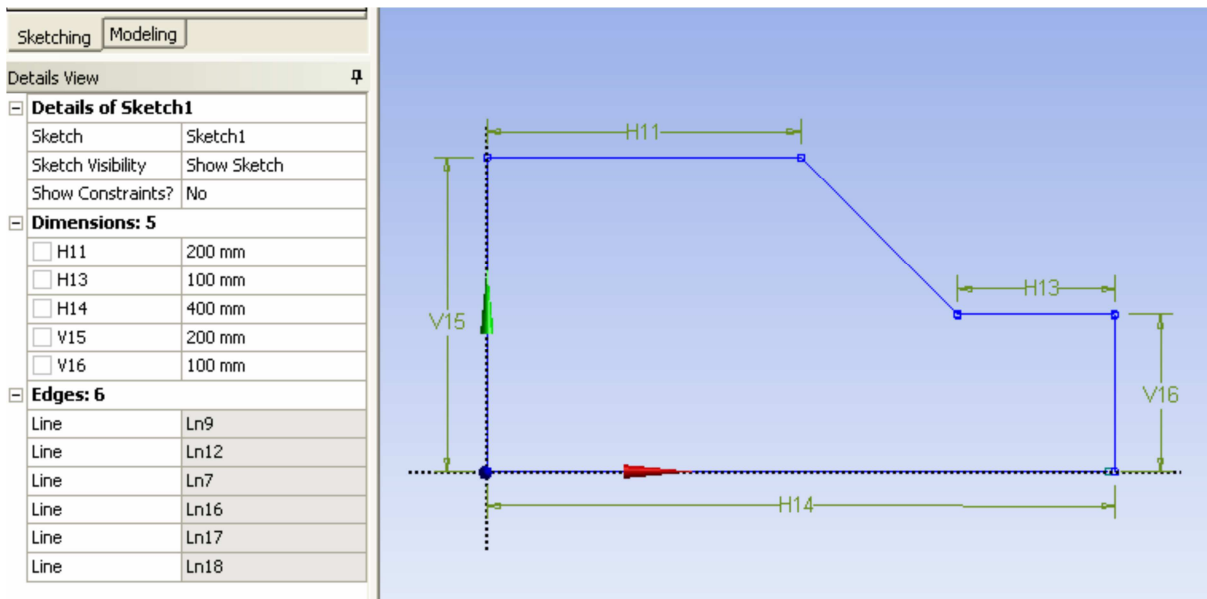 Sketching Modeling
Details View
Details of Sketch1
Sketch Sketch1
Sketch Visibility Show Sketch
Show Constraints? No
Dimensions: 5
H11 200 mm
H13 100 mm
H14 400 mm
V15 200 mm
V16 100 mm
Edges: 6
Line Ln9
Line Ln12
Line Ln7
Line Ln16
Line Ln17
Line Ln18
H11
H13
V15
V16
H14